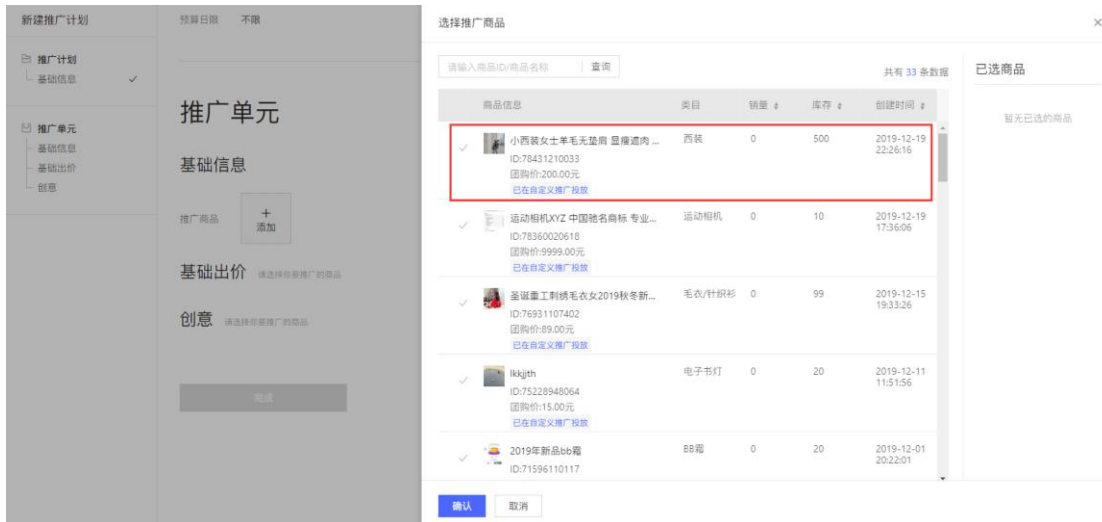 新建推广计划
推广计划
基础信息
推广单元
基础信息
基础出价
创意
预算日限 不限
推广单元
基础信息
推广商品
+
添加
基础出价 请选择你要推广的商品
创意 请选择你要推广的商品
完成
选择推广商品
×
请输入商品ID/商品名称 查询
共有 33 条数据
商品信息 类目 销量 库存 创建时间
小西装女士羊毛无垫肩 显瘦遮肉 ... 西装 0 500 2019-12-19
22:26:16
ID:78431210033
团购价:200.00元
已在自定义推广投放
运动相机XYZ 中国驰名商标 专业... 运动相机 0 10 2019-12-19
17:36:06
ID:78360020618
团购价:9999.00元
已在自定义推广投放
圣诞重工刺绣毛衣女2019秋冬新... 毛衣/针织衫 0 99 2019-12-15
19:33:26
ID:76931107402
团购价:89.00元
已在自定义推广投放
lkkjjth 电子书灯 0 20 2019-12-11
11:51:56
ID:75228948064
团购价:15.00元
已在自定义推广投放
2019年新品bb霜 BB霜 0 20 2019-12-01
20:22:01
ID:71596110117
确认 取消
已选商品
暂无已选的商品